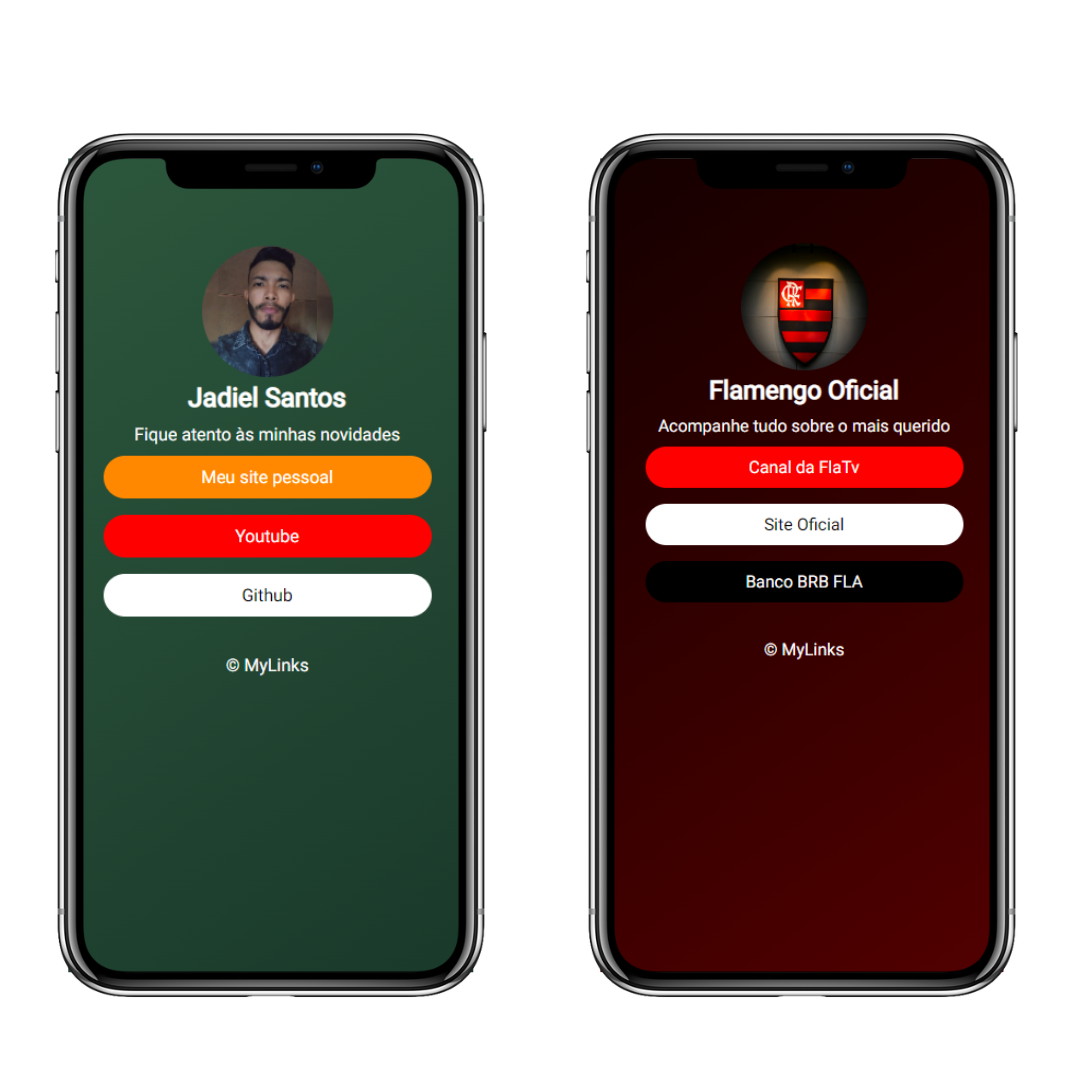 Jadiel Santos
Fique atento às minhas novidades
Meu site pessoal
Youtube
Github
© MyLinks
CRF
Flamengo Oficial
Acompanhe tudo sobre o mais querido
Canal da FlaTv
Site Oficial
Banco BRB FLA
© MyLinks